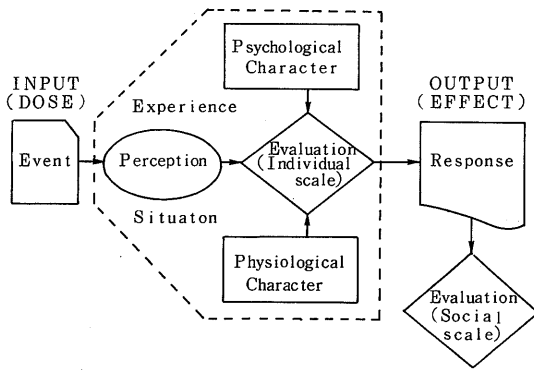 INPUT
(DOSE)
Event
Experience
Perception
Situaton
Psychological
Character
Evaluation
(Individual
scale)
Physiological
Character
OUTPUT
(EFFECT)
Response
Evaluation
(Social
scale)